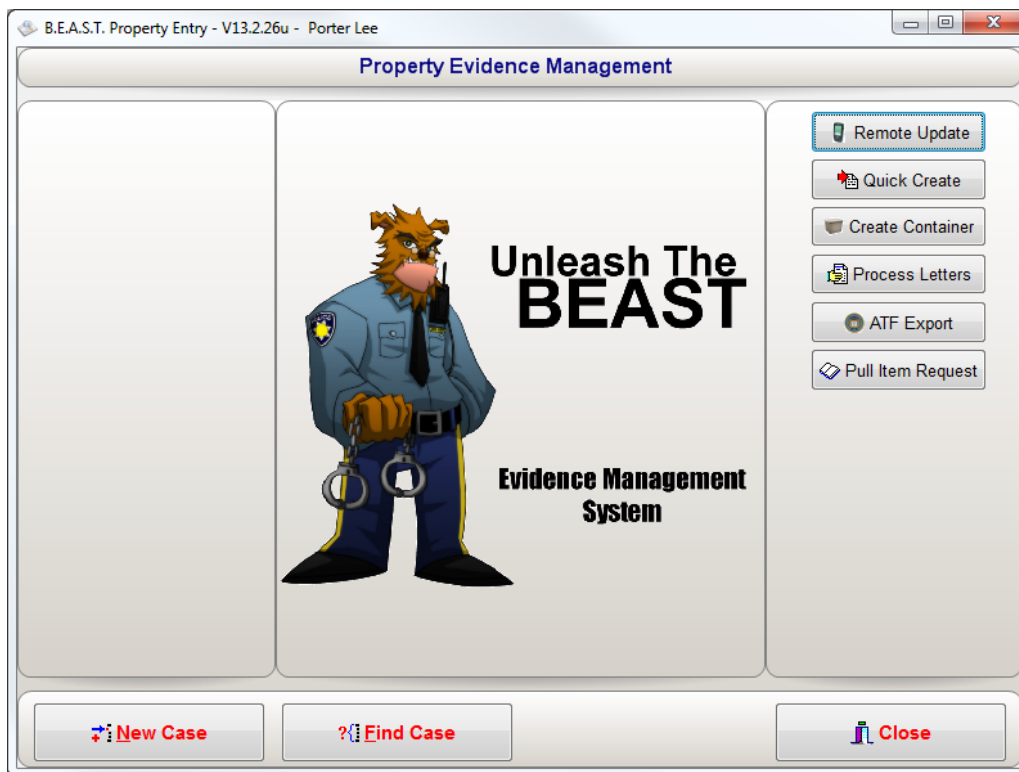 B.E.A.S.T. Property Entry - V13.2.26u - Porter Lee
Property Evidence Management
Remote Update
Quick Create
Create Container
Process Letters
ATF Export
Pull Item Request
Unleash The
BEAST
Evidence Management
System
New Case
?{ Find Case
Close